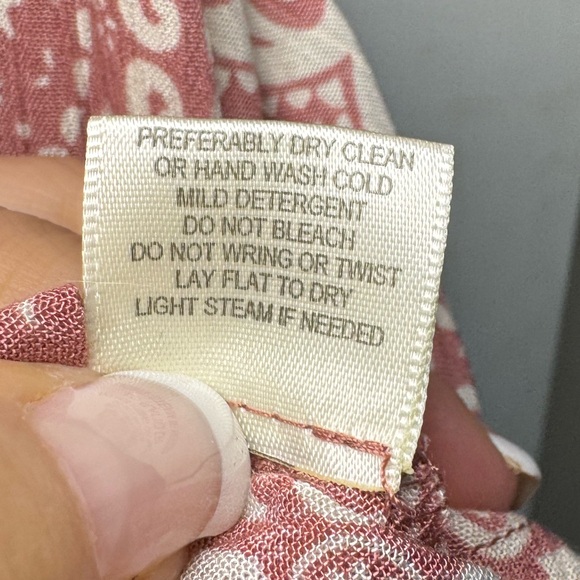 PREFERABLY DRY CLEAN
OR HAND WASH COLD
MILD DETERGENT
DO NOT BLEACH
DO NOT WRING OR TWIST
LAY FLAT TO DRY
LIGHT STEAM IF NEEDED